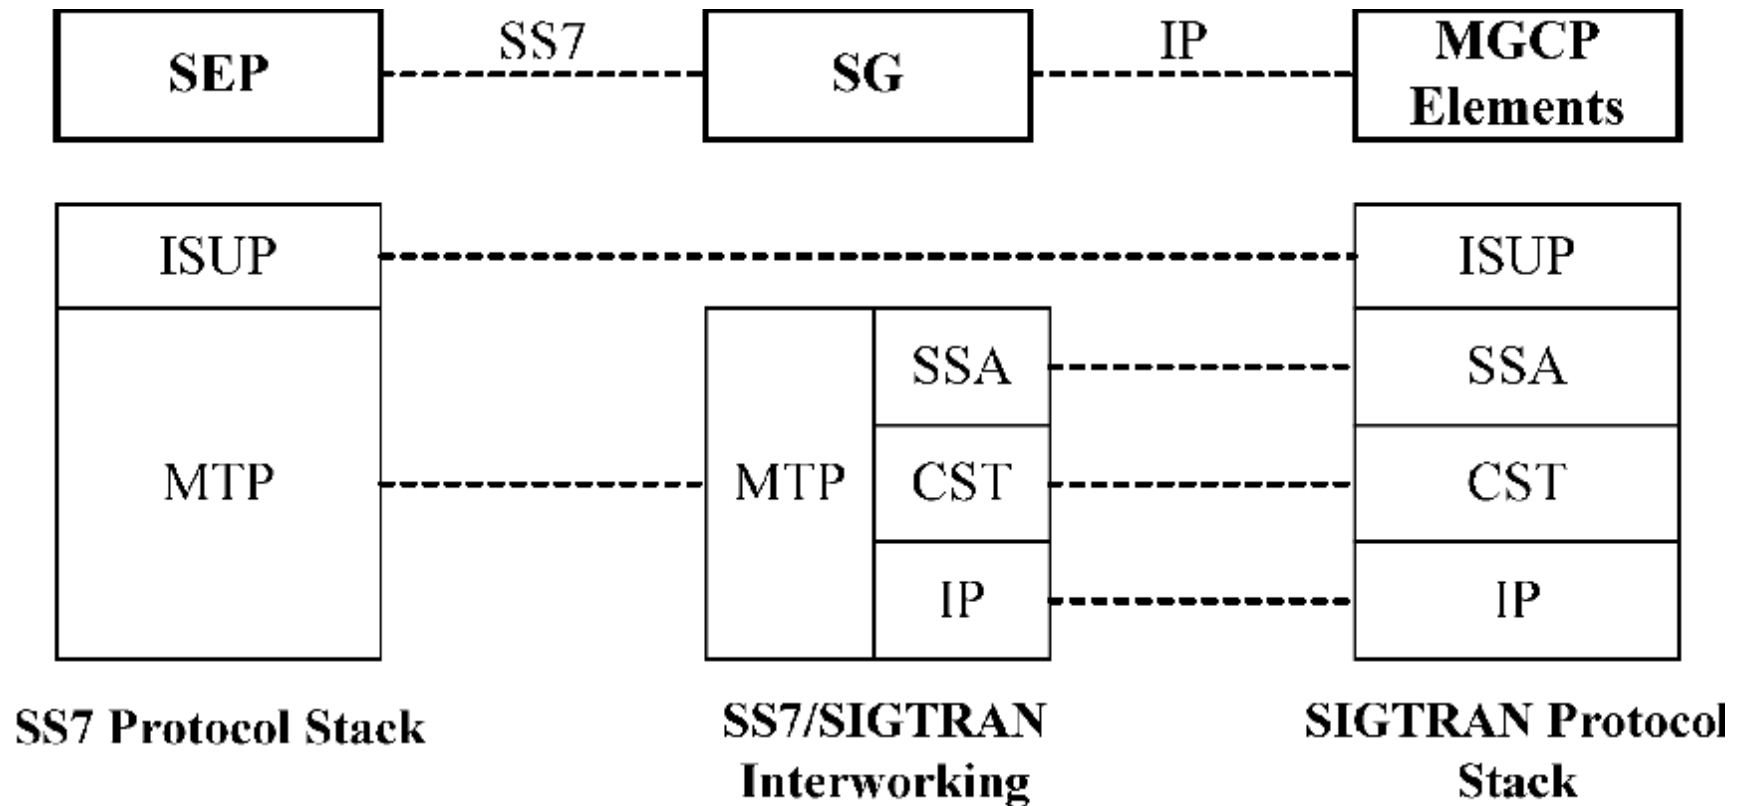 SEP
SS7
SG
IP
MGCP
Elements
ISUP
ISUP
SSA
SSA
MTP
MTP
CST
CST
IP
IP
SS7 Protocol Stack
SS7/SIGTRAN
Interworking
SIGTRAN Protocol
Stack